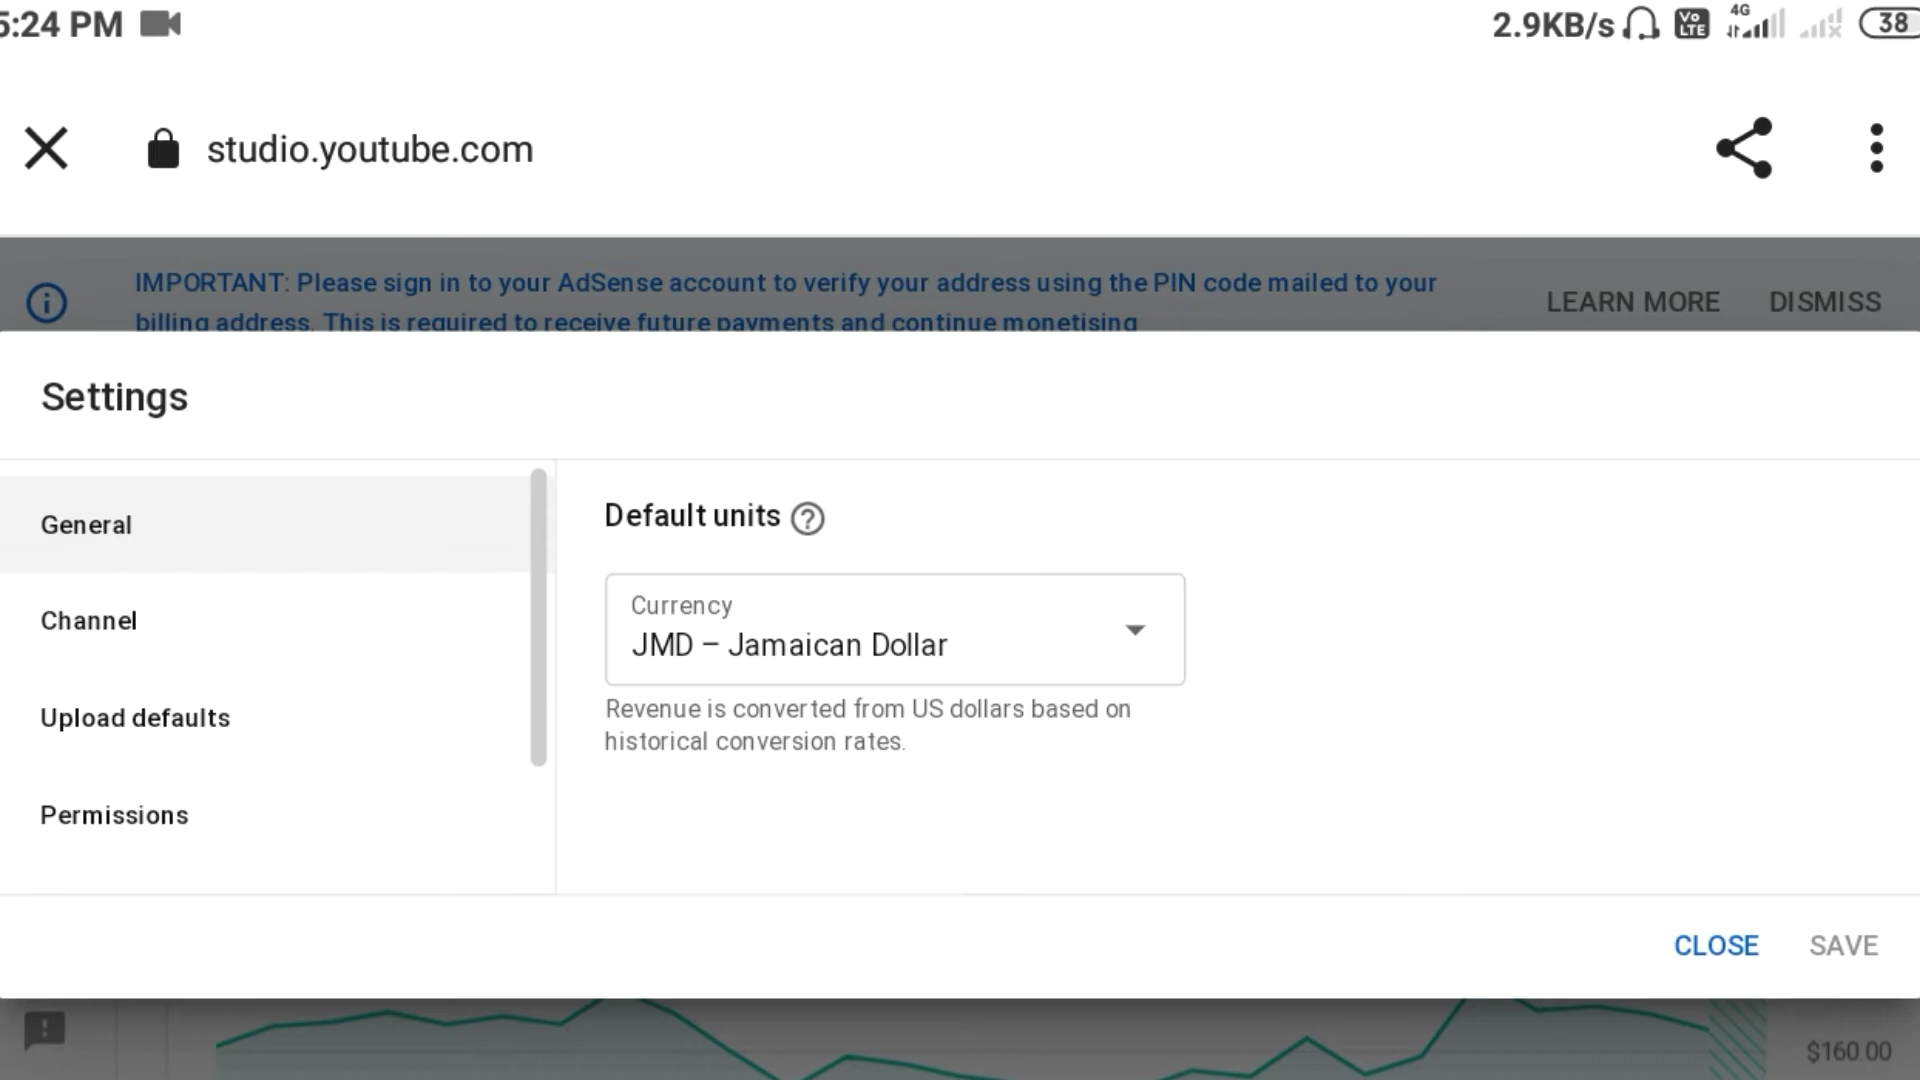 5:24 PM
2.9KB/s Vo LTE 4G 38
studio.youtube.com
IMPORTANT: Please sign in to your AdSense account to verify your address using the PIN code mailed to your
billing address. This is required to receive future payments and continue monetising
LEARN MORE DISMISS
Settings
General
Channel
Upload defaults
Permissions
Default units
Currency
JMD – Jamaican Dollar
Revenue is converted from US dollars based on
historical conversion rates.
CLOSE SAVE
$160.00